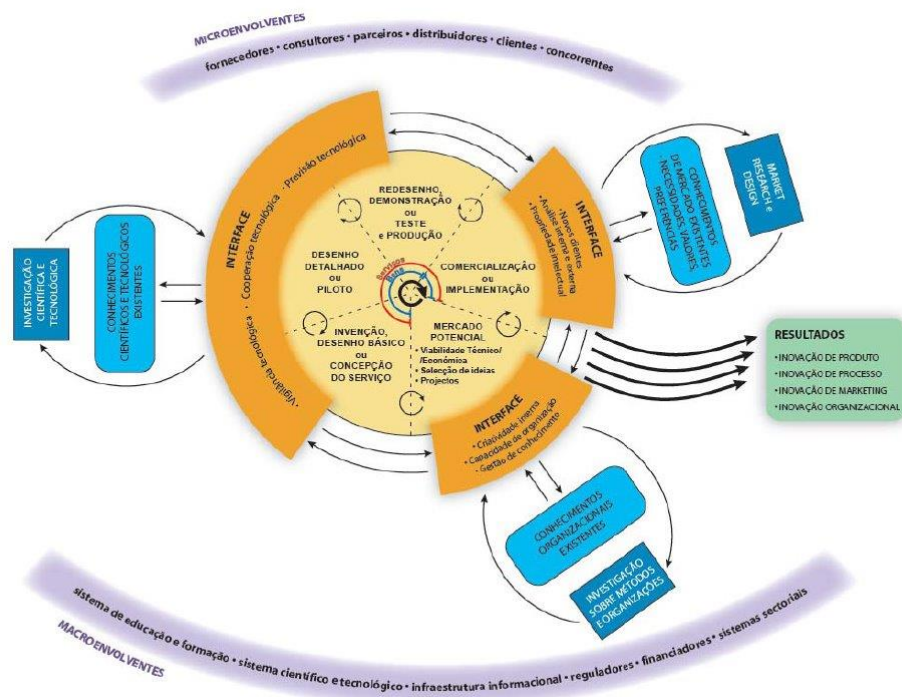 MICROENVOLVENTES
fornecedores • consultores • parceiros • distribuidores • clientes • concorrentes
INTERFACE
• Vigilância tecnológica • Cooperação tecnológica • Previsão tecnológica
INVESTIGAÇÃO
CIENTÍFICA E
TECNOLÓGICA
CONHECIMENTOS
CIENTÍFICOS E TECNOLÓGICOS
EXISTENTES
REDESENHO,
DEMONSTRAÇÃO
ou
TESTE
e PRODUÇÃO
DESENHO
DETALHADO
ou
PILOTO
Serviços
Bens
COMERCIALIZAÇÃO
ou
IMPLEMENTAÇÃO
INVENÇÃO,
DESENHO BÁSICO
ou
CONCEPÇÃO
DO SERVIÇO
MERCADO
POTENCIAL
• Viabilidade Técnico/
/Económica
• Selecção de ideias
• Projectos
INTERFACE
• Novos clientes
• Análise interna e externa
• Propriedade intelectual
CONHECIMENTOS
DE MERCADO EXISTENTES
- NECESSIDADES, VALORES,
PREFERÊNCIAS
MARKET
RESEARCH e
DESIGN
RESULTADOS
• INOVAÇÃO DE PRODUTO
• INOVAÇÃO DE PROCESSO
• INOVAÇÃO DE MARKETING
• INOVAÇÃO ORGANIZACIONAL
INTERFACE
• Criatividade interna
• Capacidade de organização
• Gestão de conhecimento
CONHECIMENTOS
ORGANIZACIONAIS
EXISTENTES
INVESTIGAÇÃO
SOBRE MÉTODOS
E ORGANIZAÇÕES
sistema de educação e formação • sistema científico e tecnológico • infraestrutura informacional • reguladores • financiadores • sistemas sectoriais
MACROENVOLVENTES